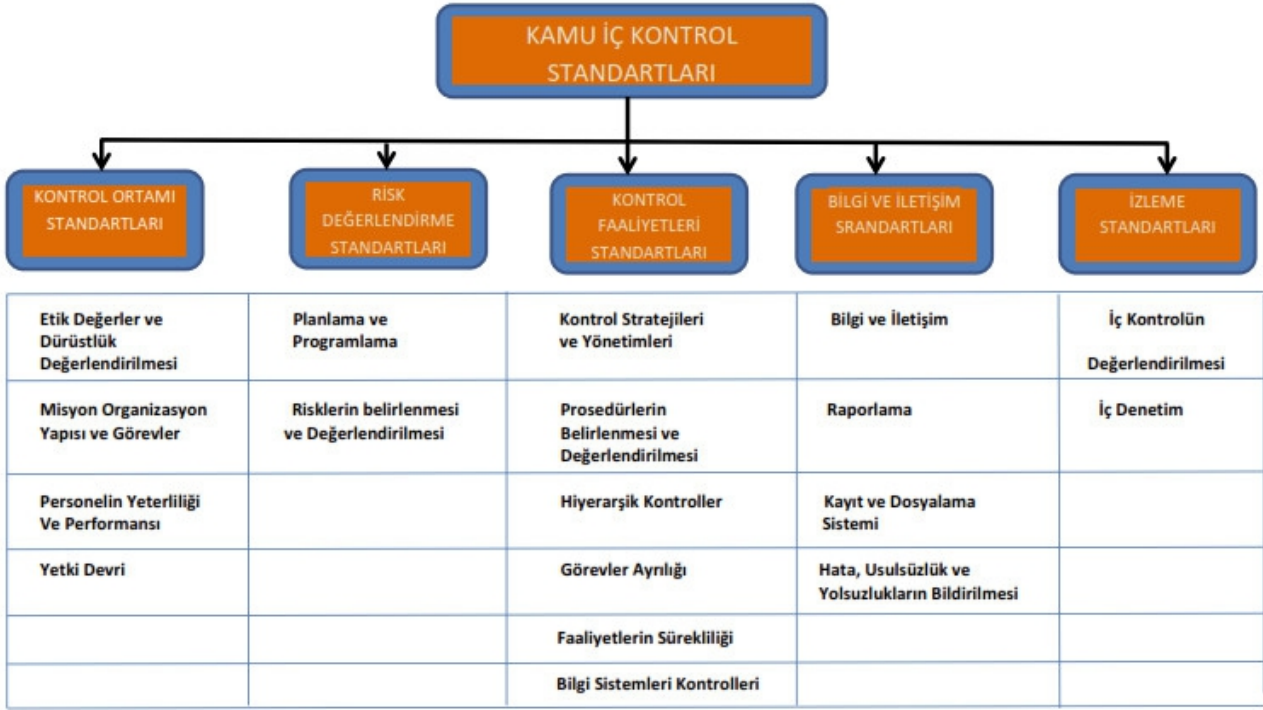 KAMU İÇ KONTROL
STANDARTLARI
KONTROL ORTAMI
STANDARTLARI
RİSK
DEĞERLENDİRME
STANDARTLARI
KONTROL
FAALİYETLERİ
STANDARTLARI
BİLGİ VE İLETİŞİM
SRANDARTLARI
İZLEME
STANDARTLARI
Etik Değerler ve
Dürüstlük
Değerlendirilmesi
Planlama ve
Programlama
Kontrol Stratejileri
ve Yönetimleri
Bilgi ve İletişim
İç Kontrolün
Değerlendirilmesi
Misyon Organizasyon
Yapısı ve Görevler
Risklerin belirlenmesi
ve Değerlendirilmesi
Prosedürlerin
Belirlenmesi ve
Değerlendirilmesi
Raporlama
İç Denetim
Personelin Yeterliliği
Ve Performansı
Hiyerarşik Kontroller
Kayıt ve Dosyalama
Sistemi
Yetki Devri
Görevler Ayrılığı
Hata, Usulsüzlük ve
Yolsuzlukların Bildirilmesi
Faaliyetlerin Sürekliliği
Bilgi Sistemleri Kontrolleri